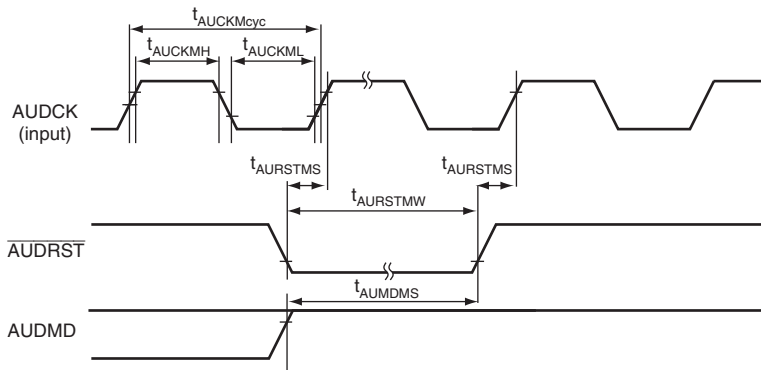 tAUCKMcyc
tAUCKMH
tAUCKML
AUDCK
(input)
tAURSTMS
tAURSTMS
tAURSTMW
AUDRST
tAUMDMS
AUDMD